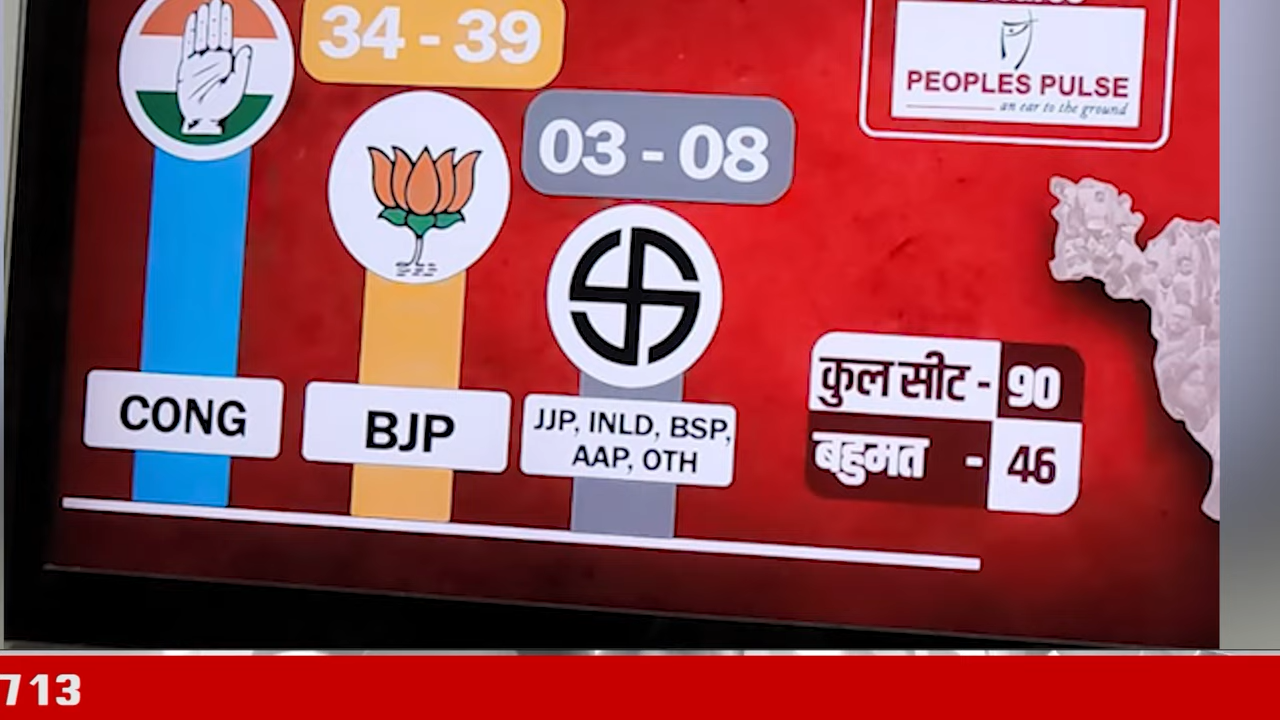 34 - 39
PEOPLES PULSE
an ear to the ground
03 - 08
CONG
BJP
JJP, INLD, BSP,
AAP, OTH
कुल सीट - 90
बहुमत - 46
713